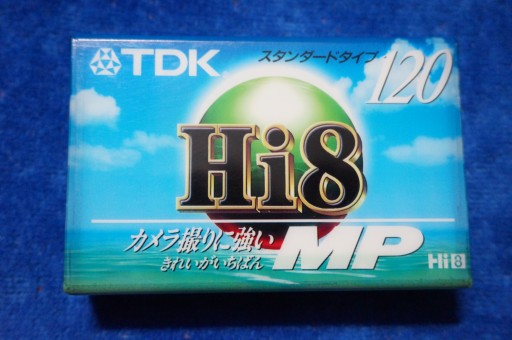 TDK
スタンダードタイプ
120
Hi8
カメラ撮りに強い
きれいがいちばん
MP
Hi8